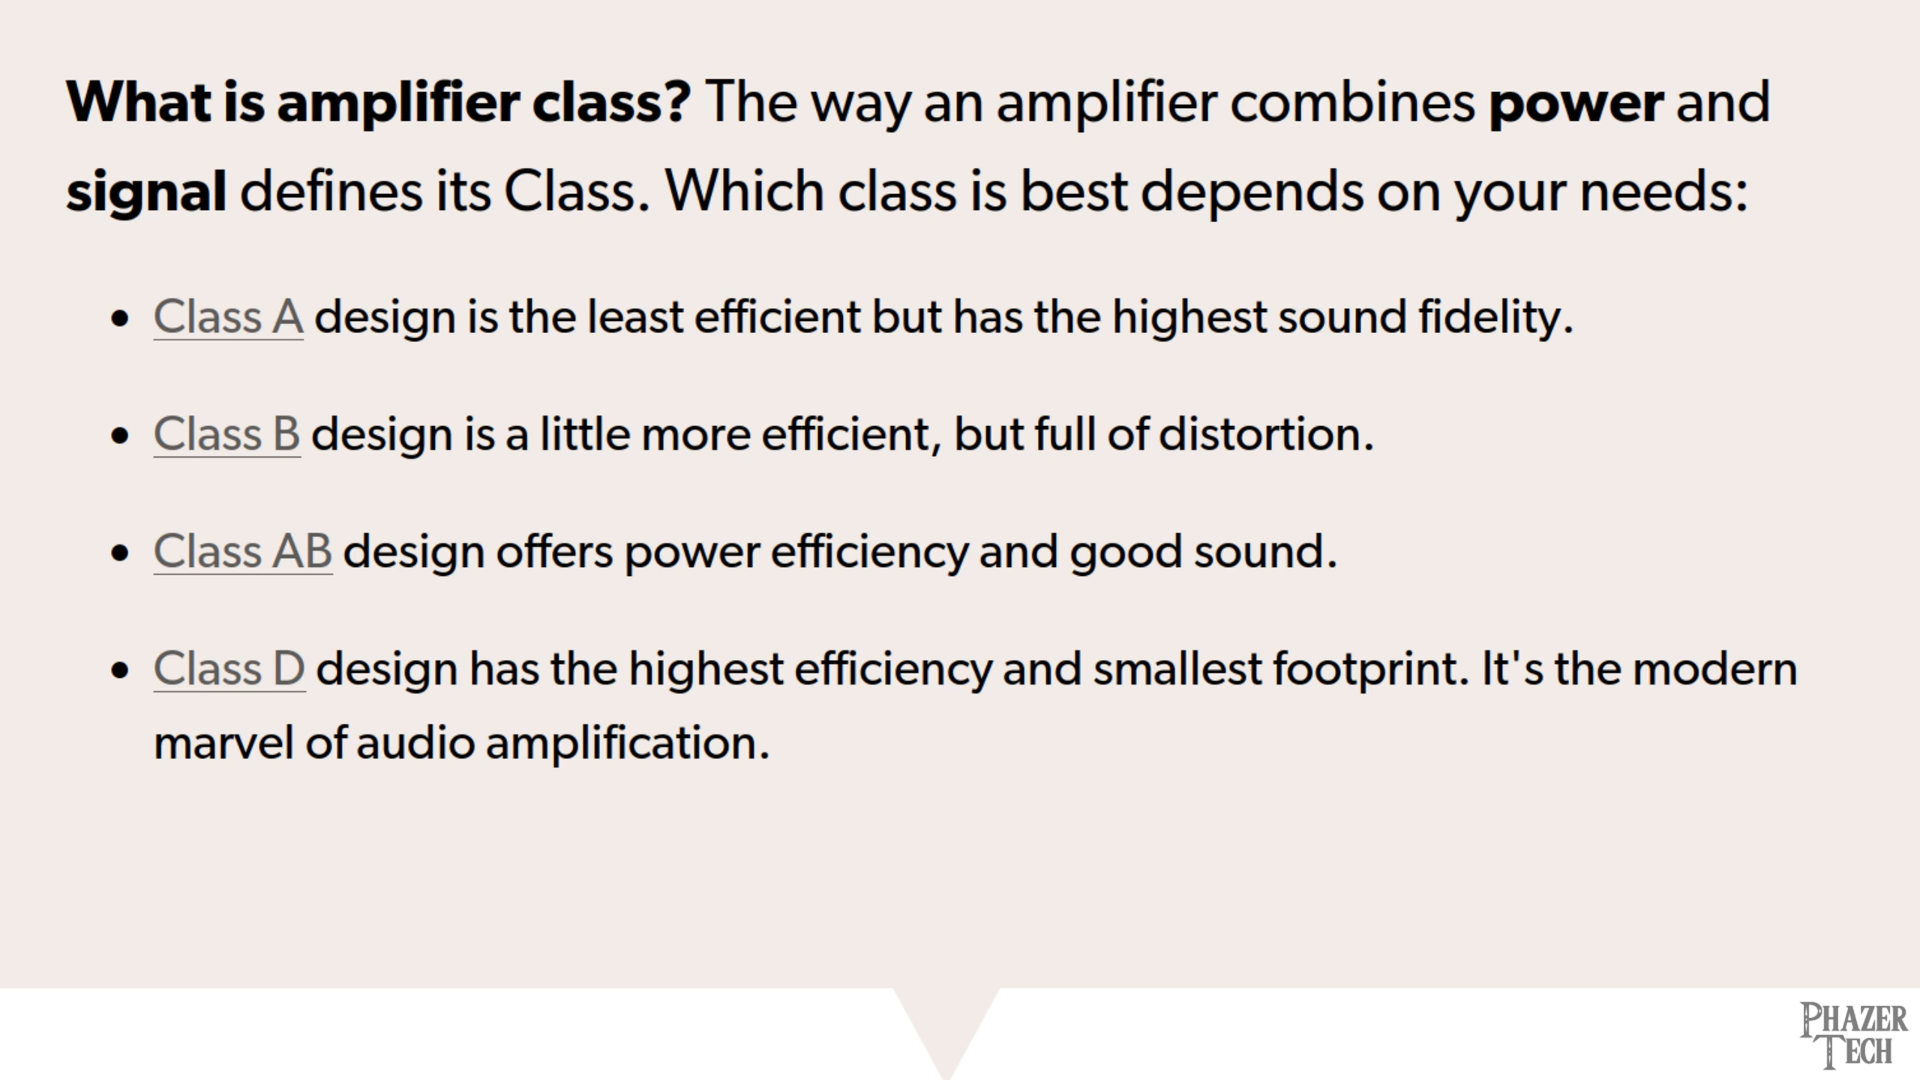 What is amplifier class? The way an amplifier combines power and
signal defines its Class. Which class is best depends on your needs:
• Class A design is the least efficient but has the highest sound fidelity.
• Class B design is a little more efficient, but full of distortion.
• Class AB design offers power efficiency and good sound.
• Class D design has the highest efficiency and smallest footprint. It's the modern
marvel of audio amplification.
PHAZER
TECH